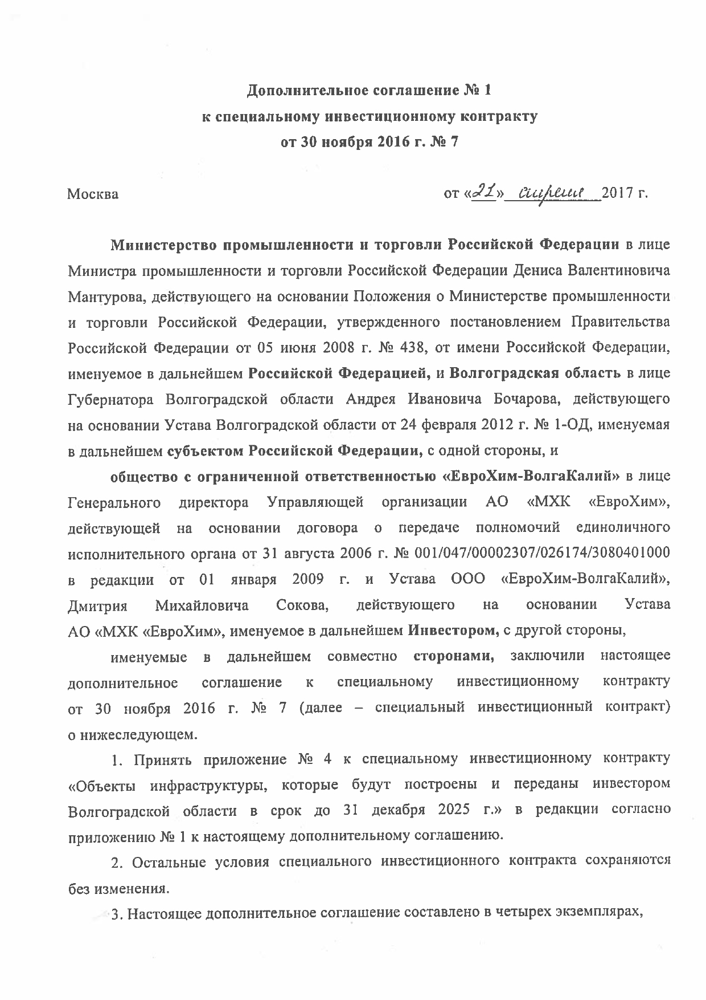 Дополнительное соглашение № 1
к специальному инвестиционному контракту
от 30 ноября 2016 г. № 7
Москва от «21» апреля 2017 г.
Министерство промышленности и торговли Российской Федерации в лице
Министра промышленности и торговли Российской Федерации Дениса Валентиновича
Мантурова, действующего на основании Положения о Министерстве промышленности
и торговли Российской Федерации, утвержденного постановлением Правительства
Российской Федерации от 05 июня 2008 г. № 438, от имени Российской Федерации,
именуемое в дальнейшем Российской Федерацией, и Волгоградская область в лице
Губернатора Волгоградской области Андрея Ивановича Бочарова, действующего
на основании Устава Волгоградской области от 24 февраля 2012 г. № 1-ОД, именуемая
в дальнейшем субъектом Российской Федерации, с одной стороны, и
общество с ограниченной ответственностью «ЕвроХим-ВолгаКалий» в лице
Генерального директора Управляющей организации АО «МХК «ЕвроХим»,
действующей на основании договора о передаче полномочий единоличного
исполнительного органа от 31 августа 2006 г. № 001/047/00002307/026174/3080401000
в редакции от 01 января 2009 г. и Устава ООО «ЕвроХим-ВолгаКалий»,
Дмитрия Михайловича Сокова, действующего на основании Устава
АО «МХК «ЕвроХим», именуемое в дальнейшем Инвестором, с другой стороны,
именуемые в дальнейшем совместно сторонами, заключили настоящее
дополнительное соглашение к специальному инвестиционному контракту
от 30 ноября 2016 г. № 7 (далее – специальный инвестиционный контракт)
о нижеследующем.
1. Принять приложение № 4 к специальному инвестиционному контракту
«Объекты инфраструктуры, которые будут построены и переданы инвестором
Волгоградской области в срок до 31 декабря 2025 г.» в редакции согласно
приложению № 1 к настоящему дополнительному соглашению.
2. Остальные условия специального инвестиционного контракта сохраняются
без изменения.
3. Настоящее дополнительное соглашение составлено в четырех экземплярах,